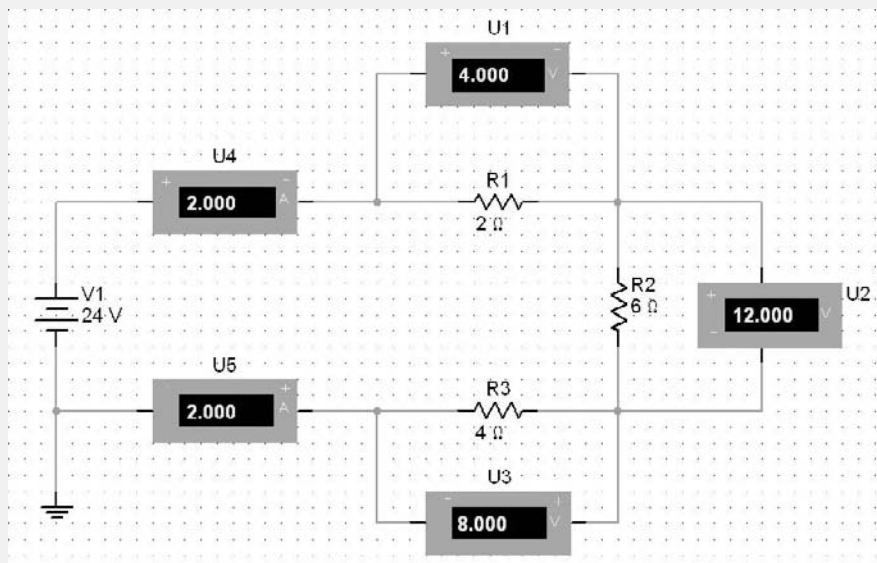 U1
4.000 V
U4
2.000 A
R1
2 Ω
V1
24 V
R2
6 Ω
12.000 V
U2
U5
2.000 A
R3
4 Ω
U3
8.000 V